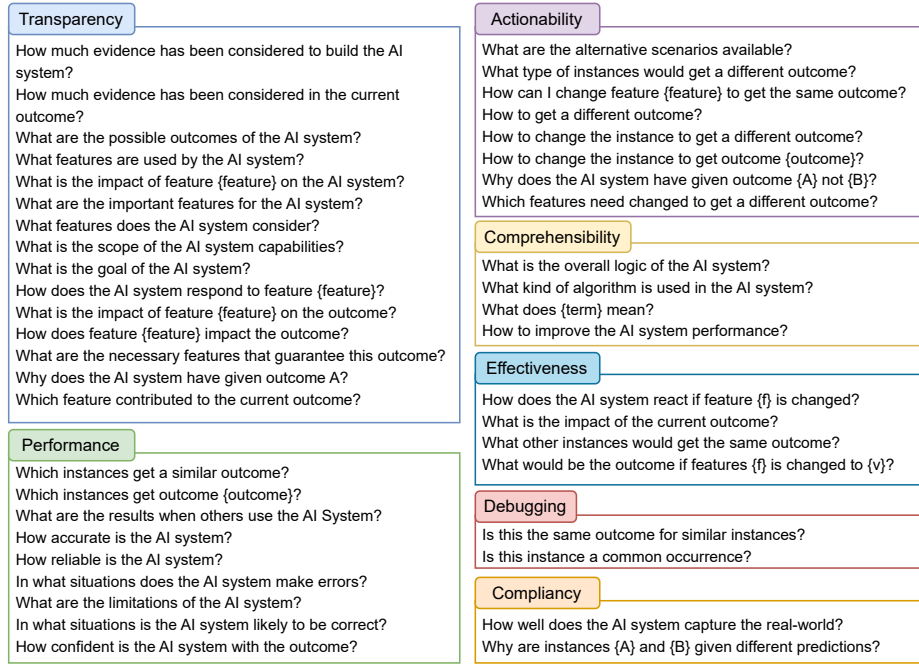 Transparency
How much evidence has been considered to build the AI
system?
How much evidence has been considered in the current
outcome?
What are the possible outcomes of the AI system?
What features are used by the AI system?
What is the impact of feature {feature} on the AI system?
What are the important features for the AI system?
What features does the AI system consider?
What is the scope of the AI system capabilities?
What is the goal of the AI system?
How does the AI system respond to feature {feature}?
What is the impact of feature {feature} on the outcome?
How does feature {feature} impact the outcome?
What are the necessary features that guarantee this outcome?
Why does the AI system have given outcome A?
Which feature contributed to the current outcome?
Performance
Which instances get a similar outcome?
Which instances get outcome {outcome}?
What are the results when others use the AI System?
How accurate is the AI system?
How reliable is the AI system?
In what situations does the AI system make errors?
What are the limitations of the AI system?
In what situations is the AI system likely to be correct?
How confident is the AI system with the outcome?
Actionability
What are the alternative scenarios available?
What type of instances would get a different outcome?
How can I change feature {feature} to get the same outcome?
How to get a different outcome?
How to change the instance to get a different outcome?
How to change the instance to get outcome {outcome}?
Why does the AI system have given outcome {A} not {B}?
Which features need changed to get a different outcome?
Comprehensibility
What is the overall logic of the AI system?
What kind of algorithm is used in the AI system?
What does {term} mean?
How to improve the AI system performance?
Effectiveness
How does the AI system react if feature {f} is changed?
What is the impact of the current outcome?
What other instances would get the same outcome?
What would be the outcome if features {f} is changed to {v}?
Debugging
Is this the same outcome for similar instances?
Is this instance a common occurrence?
Compliancy
How well does the AI system capture the real-world?
Why are instances {A} and {B} given different predictions?